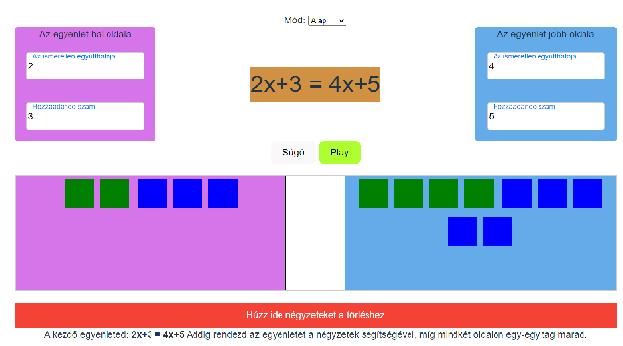 Mód: Alap
Az egyenlet bal oldala
Az ismeretlen együtthatója
2
Hozzáadandó szám
3
2x+3 = 4x+5
Az egyenlet jobb oldala
Az ismeretlen együtthatója
4
Hozzáadandó szám
5
Súgó
Play
Húzz ide négyzeteket a törléshez
A kezdő egyenleted: 2x+3 = 4x+5 Addig rendezd az egyenletet a négyzetek segítségével, míg mindkét oldalon egy-egy tag marad.